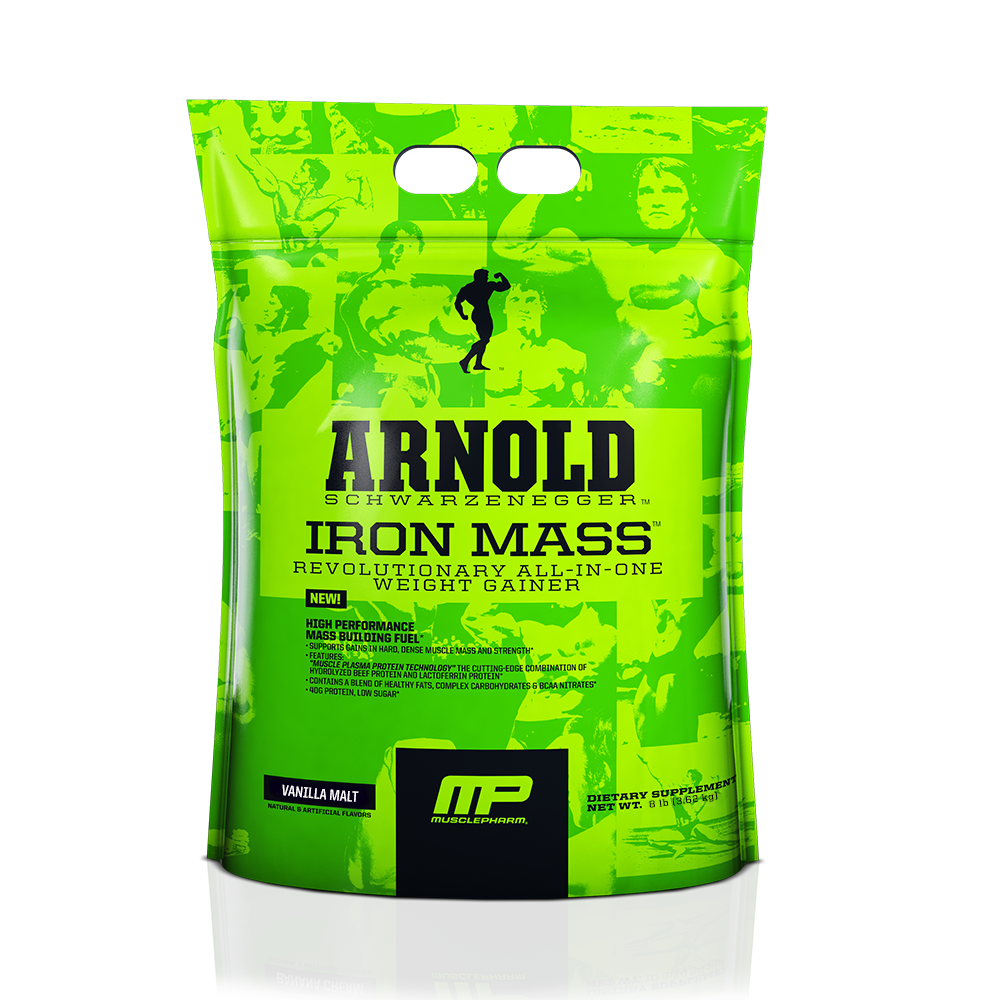 ARNOLD
SCHWARZENEGGER™
IRON MASS™
REVOLUTIONARY ALL-IN-ONE
WEIGHT GAINER
NEW!
HIGH PERFORMANCE
MASS BUILDING FUEL*
• SUPPORTS GAINS IN HARD, DENSE MUSCLE MASS AND STRENGTH*
• FEATURES:
"MUSCLE PLASMA PROTEIN TECHNOLOGY" THE CUTTING-EDGE COMBINATION OF
HYDROLYZED BEEF PROTEIN AND LACTOFERRIN PROTEIN*
• CONTAINS A BLEND OF HEALTHY FATS, COMPLEX CARBOHYDRATES & BCAA NITRATES*
• 40G PROTEIN, LOW SUGAR*
VANILLA MALT
NATURAL & ARTIFICIAL FLAVORS
MP
MUSCLEPHARM®
DIETARY SUPPLEMENT
NET WT. 8 lb (3.62 kg)